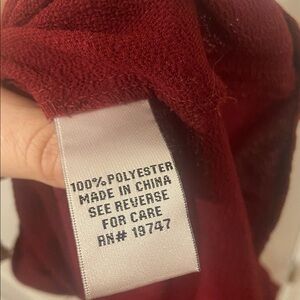 100% POLYESTER
MADE IN CHINA
SEE REVERSE
FOR CARE
RN# 19747